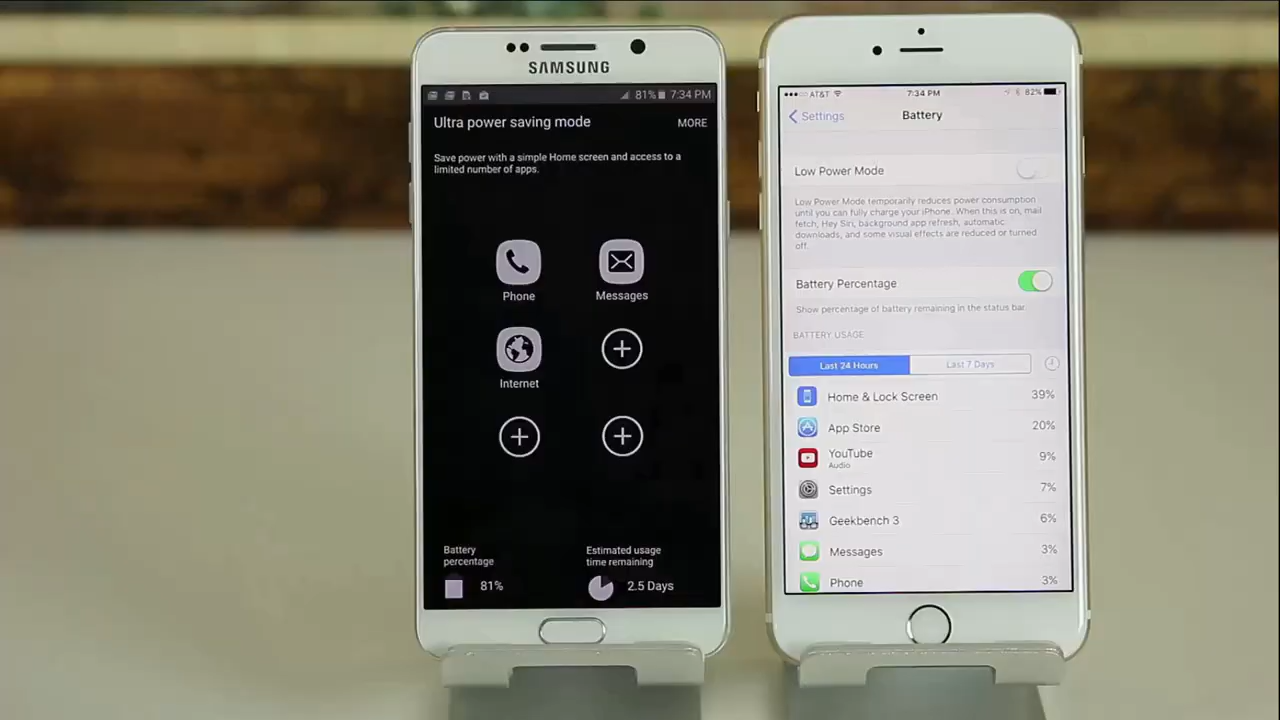 SAMSUNG
81% 7:34 PM
Ultra power saving mode
MORE
Save power with a simple Home screen and access to a
limited number of apps.
Phone
Messages
Internet
Battery
percentage
81%
Estimated usage
time remaining
2.5 Days
AT&T
7:34 PM
82%
Settings
Battery
Low Power Mode
Low Power Mode temporarily reduces power consumption
until you can fully charge your iPhone. When this is on, mail
fetch, Hey Siri, background app refresh, automatic
downloads, and some visual effects are reduced or turned
off.
Battery Percentage
Show percentage of battery remaining in the status bar.
BATTERY USAGE
Last 24 Hours
Last 7 Days
Home & Lock Screen 39%
App Store 20%
YouTube 9%
Audio
Settings 7%
Geekbench 3 6%
Messages 3%
Phone 3%